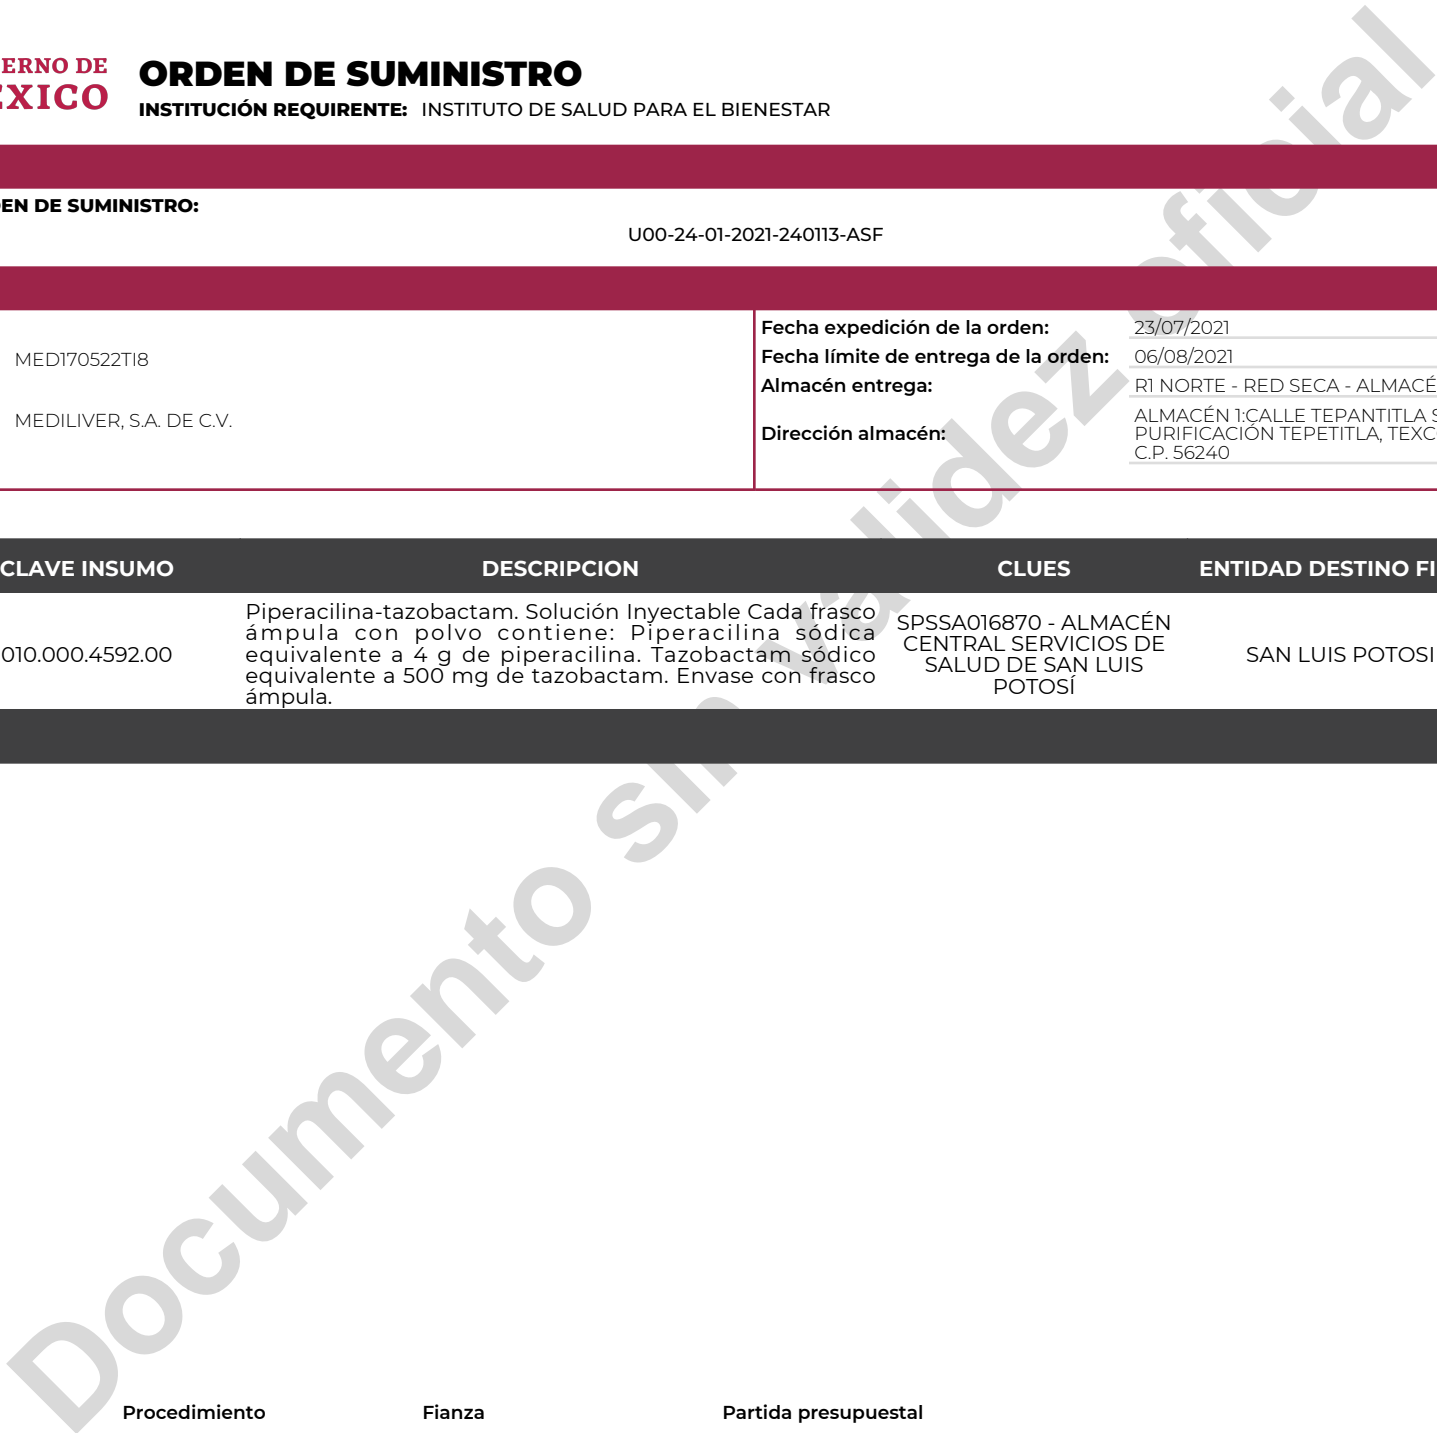 ERNO DE
EXICO
ORDEN DE SUMINISTRO
INSTITUCIÓN REQUIRENTE: INSTITUTO DE SALUD PARA EL BIENESTAR
EN DE SUMINISTRO:
U00-24-01-2021-240113-ASF
MED170522TI8
MEDILIVER, S.A. DE C.V.
Fecha expedición de la orden: 23/07/2021
Fecha límite de entrega de la orden: 06/08/2021
Almacén entrega: R1 NORTE - RED SECA - ALMACÉ
Dirección almacén:
ALMACÉN 1:CALLE TEPANTITLA S
PURIFICACIÓN TEPETITLA, TEXC
C.P. 56240
CLAVE INSUMO DESCRIPCION CLUES ENTIDAD DESTINO FI
010.000.4592.00
Piperacilina-tazobactam. Solución Inyectable Cada frasco
ámpula con polvo contiene: Piperacilina sódica
equivalente a 4 g de piperacilina. Tazobactam sódico
equivalente a 500 mg de tazobactam. Envase con frasco
ámpula.
SPSSA016870 - ALMACÉN
CENTRAL SERVICIOS DE
SALUD DE SAN LUIS
POTOSÍ
SAN LUIS POTOSI
Documento sin validez oficial
Procedimiento Fianza Partida presupuestal